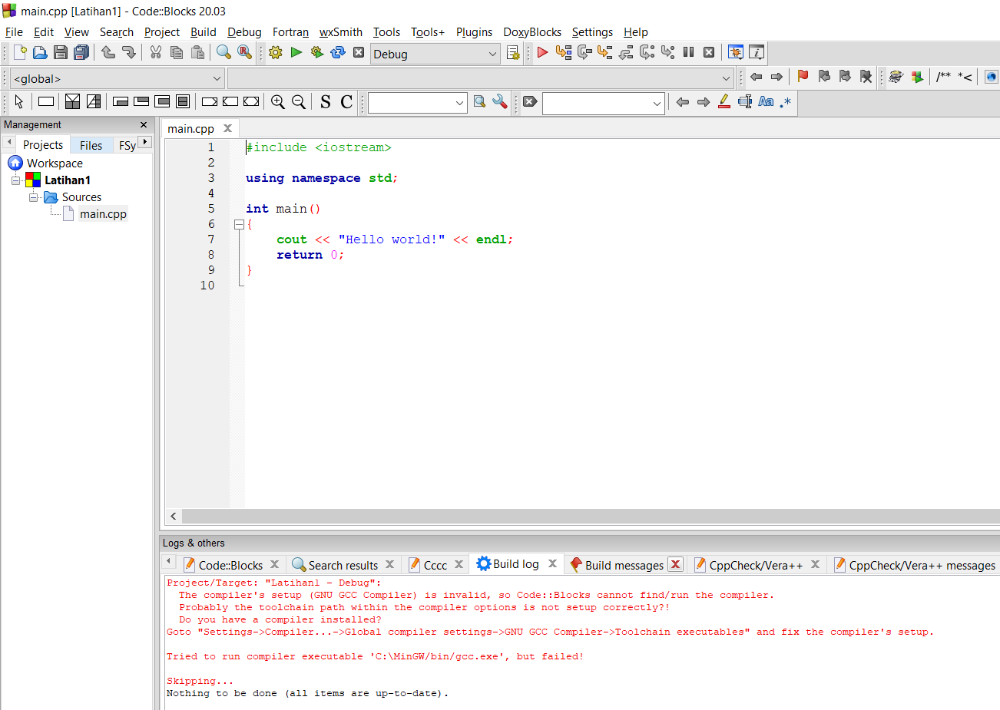 main.cpp [Latihan1] - Code::Blocks 20.03
File Edit View Search Project Build Debug Fortran wxSmith Tools Tools+ Plugins DoxyBlocks Settings Help
Debug
<global>
/** *<
S C
Aa .*
Management
Projects Files FSy
Workspace
Latihan1
Sources
main.cpp
main.cpp
1 #include <iostream>
2
3 using namespace std;
4
5 int main()
6 {
7 cout << "Hello world!" << endl;
8 return 0;
9 }
10
Logs & others
Code::Blocks Search results Cccc Build log Build messages CppCheck/Vera++ CppCheck/Vera++ messages
Project/Target: "Latihan1 - Debug":
The compiler's setup (GNU GCC Compiler) is invalid, so Code::Blocks cannot find/run the compiler.
Probably the toolchain path within the compiler options is not setup correctly?!
Do you have a compiler installed?
Goto "Settings->Compiler...->Global compiler settings->GNU GCC Compiler->Toolchain executables" and fix the compiler's setup.
Tried to run compiler executable 'C:\MinGW/bin/gcc.exe', but failed!
Skipping...
Nothing to be done (all items are up-to-date).